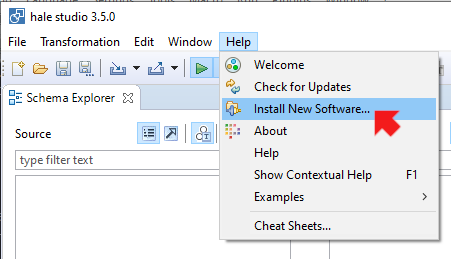 hale studio 3.5.0
File Transformation Edit Window Help
Welcome
Check for Updates
Install New Software...
About
Help
Show Contextual Help F1
Examples
Cheat Sheets...
Schema Explorer
Source
type filter text